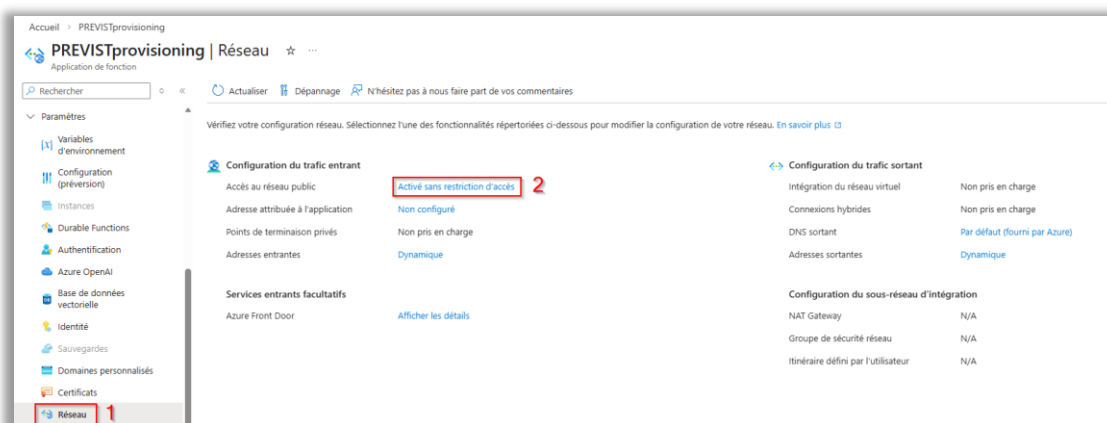 Accueil > PREVISTprovisioning
PREVISTprovisioning | Réseau
Application de fonction
Rechercher
Actualiser Dépannage N'hésitez pas à nous faire part de vos commentaires
Paramètres
Variables
d'environnement
Configuration
(préversion)
Instances
Durable Functions
Authentification
Azure OpenAI
Base de données
vectorielle
Identité
Sauvegardes
Domaines personnalisés
Certificats
Réseau 1
Vérifiez votre configuration réseau. Sélectionnez l'une des fonctionnalités répertoriées ci-dessous pour modifier la configuration de votre réseau. En savoir plus
Configuration du trafic entrant
Accès au réseau public Activé sans restriction d'accès 2
Adresse attribuée à l'application Non configuré
Points de terminaison privés Non pris en charge
Adresses entrantes Dynamique
Services entrants facultatifs
Azure Front Door Afficher les détails
Configuration du trafic sortant
Intégration du réseau virtuel Non pris en charge
Connexions hybrides Non pris en charge
DNS sortant Par défaut (fourni par Azure)
Adresses sortantes Dynamique
Configuration du sous-réseau d'intégration
NAT Gateway N/A
Groupe de sécurité réseau N/A
Itinéraire défini par l'utilisateur N/A